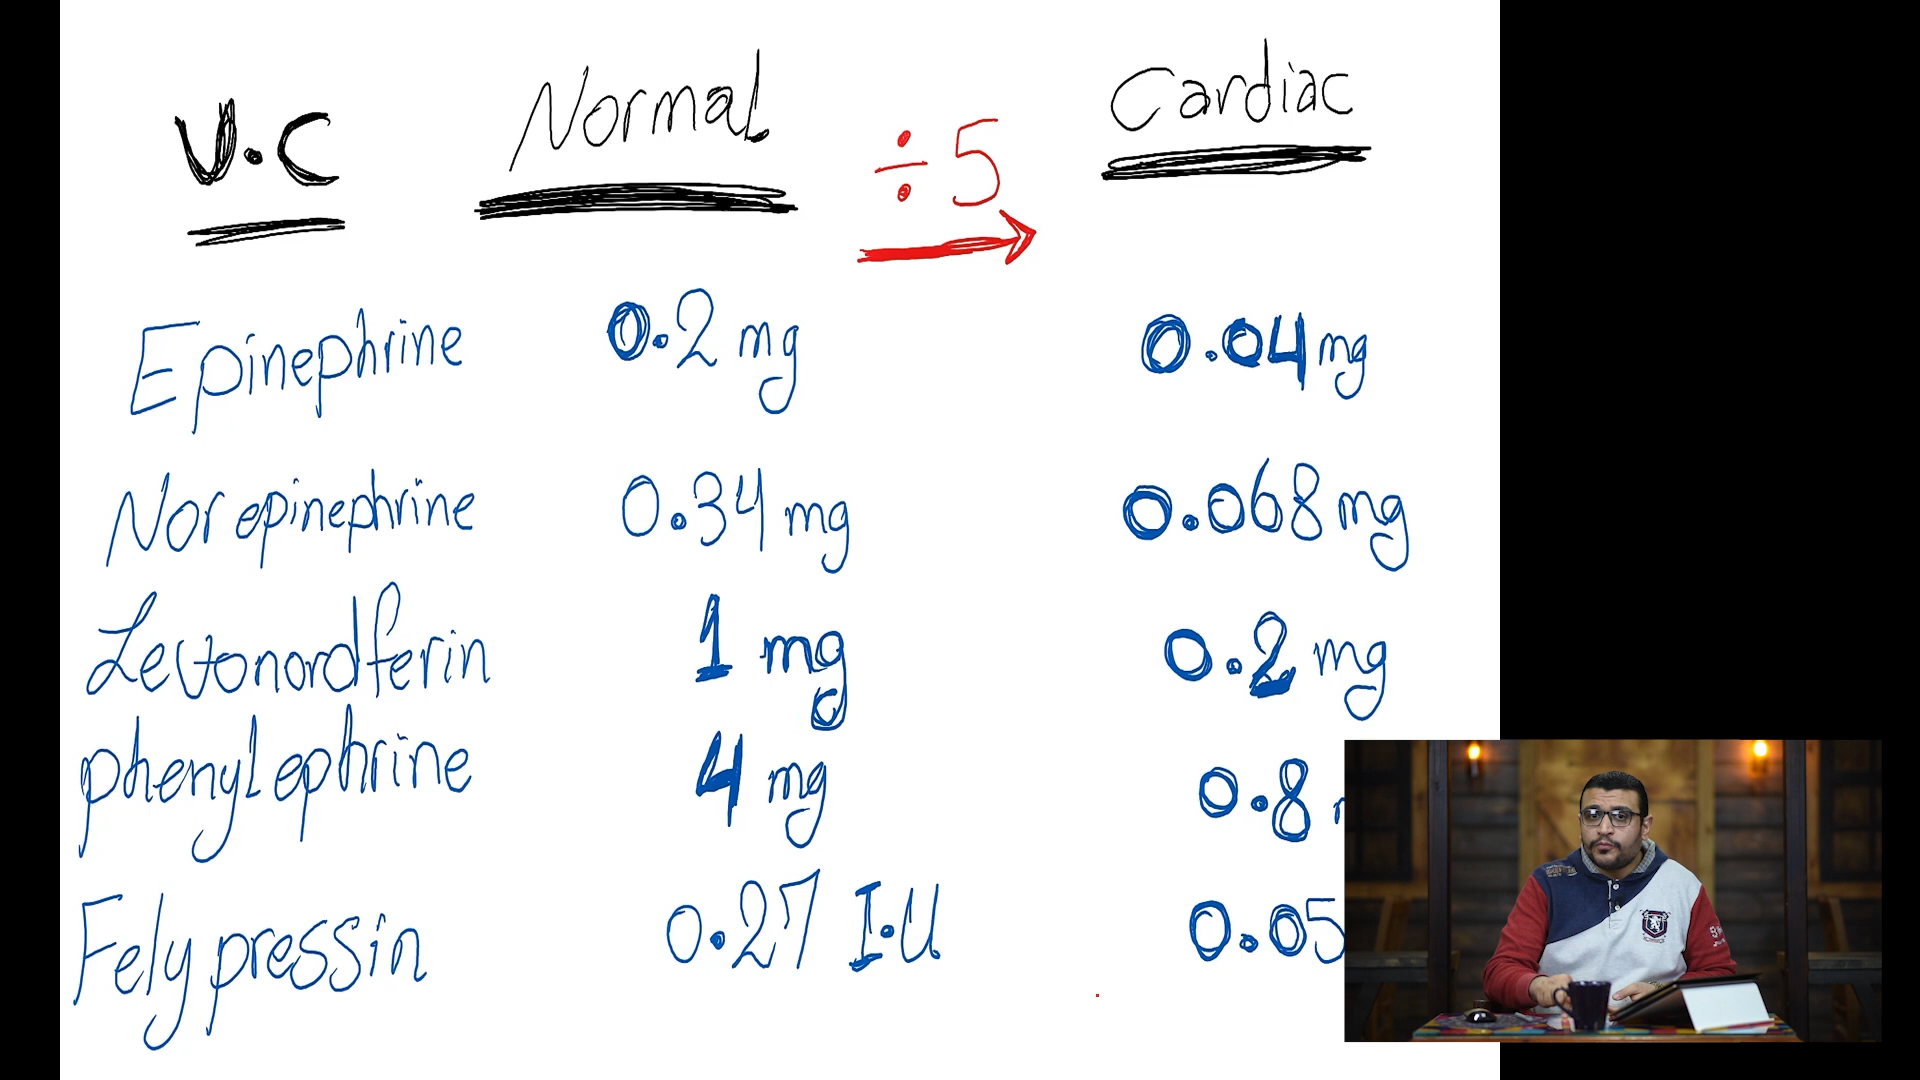 V.C Normal ÷5 Cardiac
Epinephrine 0.2 mg 0.04 mg
Norepinephrine 0.34 mg 0.068 mg
Levonordferin 1 mg 0.2 mg
phenylephrine 4 mg 0.8
Felypressin 0.27 I.U 0.05